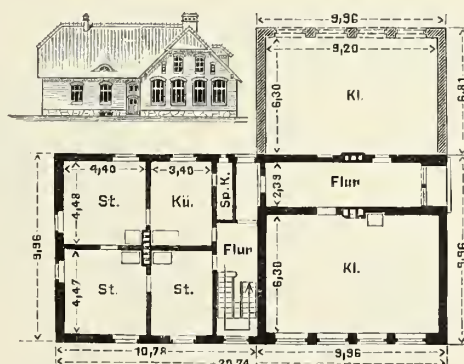 9,96
9,20
6,30
Kl.
6,81
4,40
3,40
Sp.K.
2,39
Flur
9,96
4,48
St.
Kü.
Flur
4,47
St.
St.
6,30
Kl.
9,96
10,78
9,96
20,74